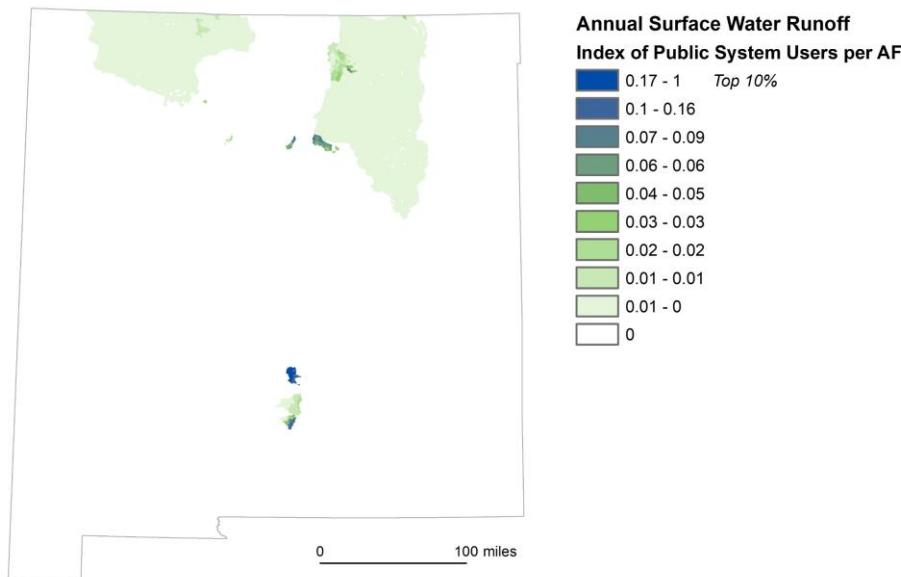 Annual Surface Water Runoff
Index of Public System Users per AF
0.17 - 1 Top 10%
0.1 - 0.16
0.07 - 0.09
0.06 - 0.06
0.04 - 0.05
0.03 - 0.03
0.02 - 0.02
0.01 - 0.01
0.01 - 0
0
0 100 miles